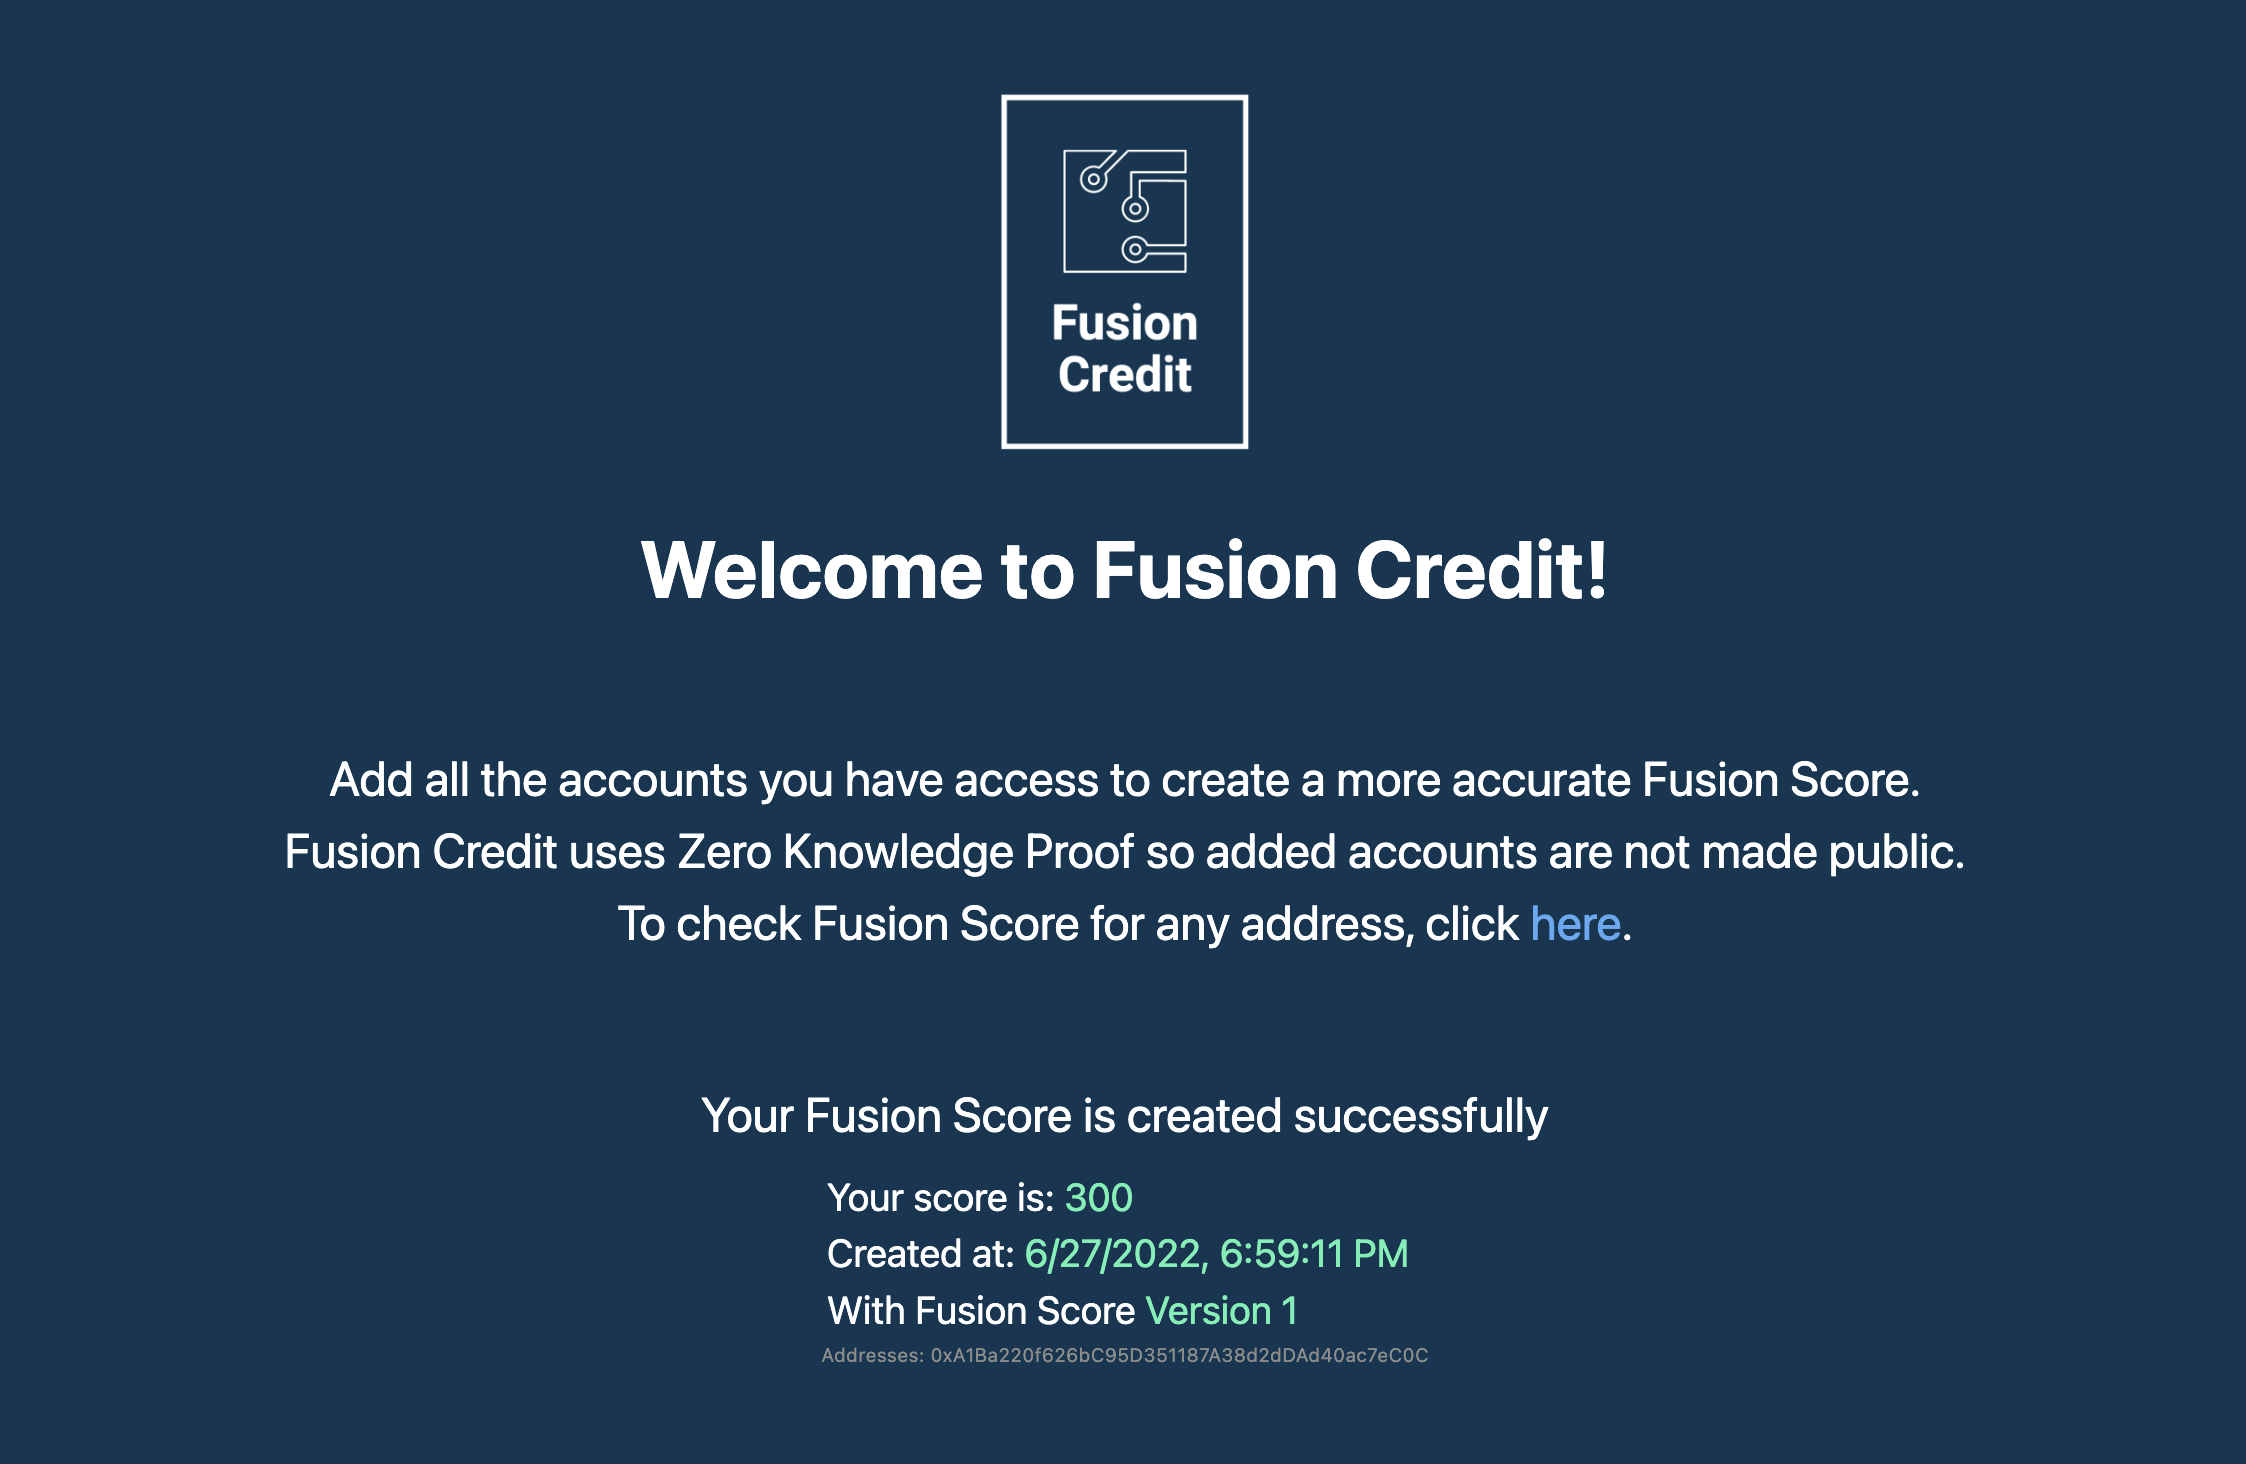 Fusion
Credit
Welcome to Fusion Credit!
Add all the accounts you have access to create a more accurate Fusion Score.
Fusion Credit uses Zero Knowledge Proof so added accounts are not made public.
To check Fusion Score for any address, click here.
Your Fusion Score is created successfully
Your score is: 300
Created at: 6/27/2022, 6:59:11 PM
With Fusion Score Version 1
Addresses: 0xA1Ba220f626bC95D351187A38d2dDAd40ac7eC0C